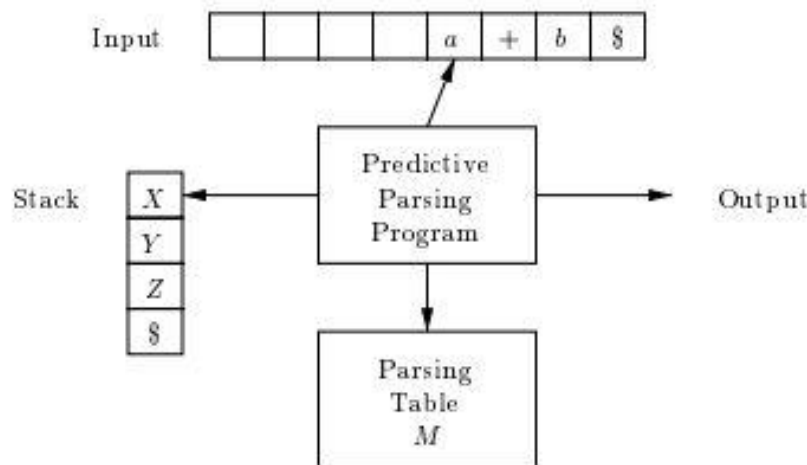 Input a + b $
Predictive
Parsing
Program
Stack X
Y
Z
$
Output
Parsing
Table
M